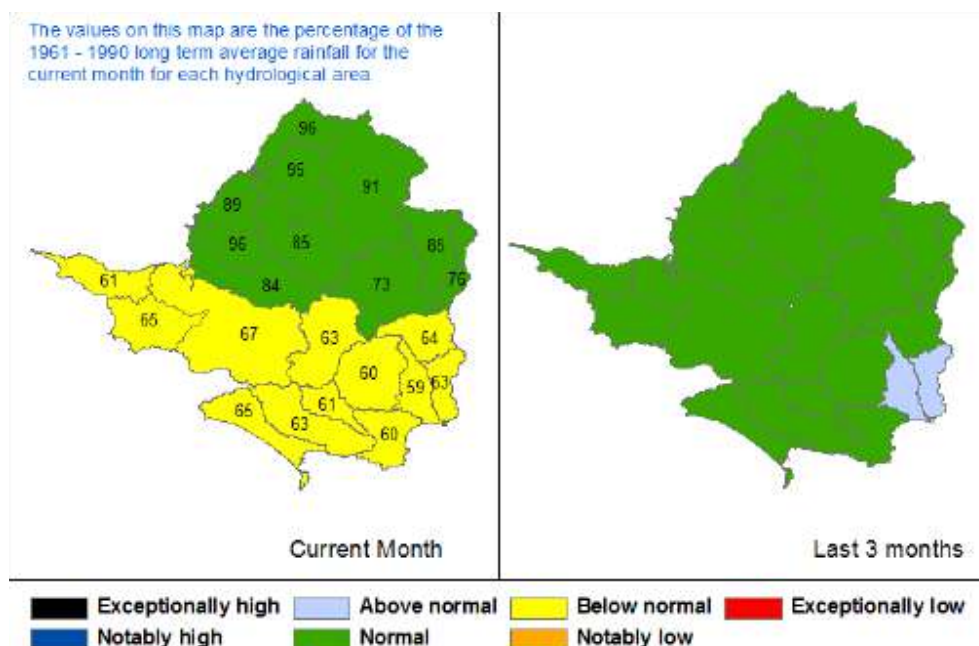 The values on this map are the percentage of the
1961 - 1990 long term average rainfall for the
current month for each hydrological area
96
95
91
89
96
85
85
84
73
76
61
65
67
63
64
60
59
63
65
61
63
60
Current Month
Last 3 months
Exceptionally high
Above normal
Below normal
Exceptionally low
Notably high
Normal
Notably low